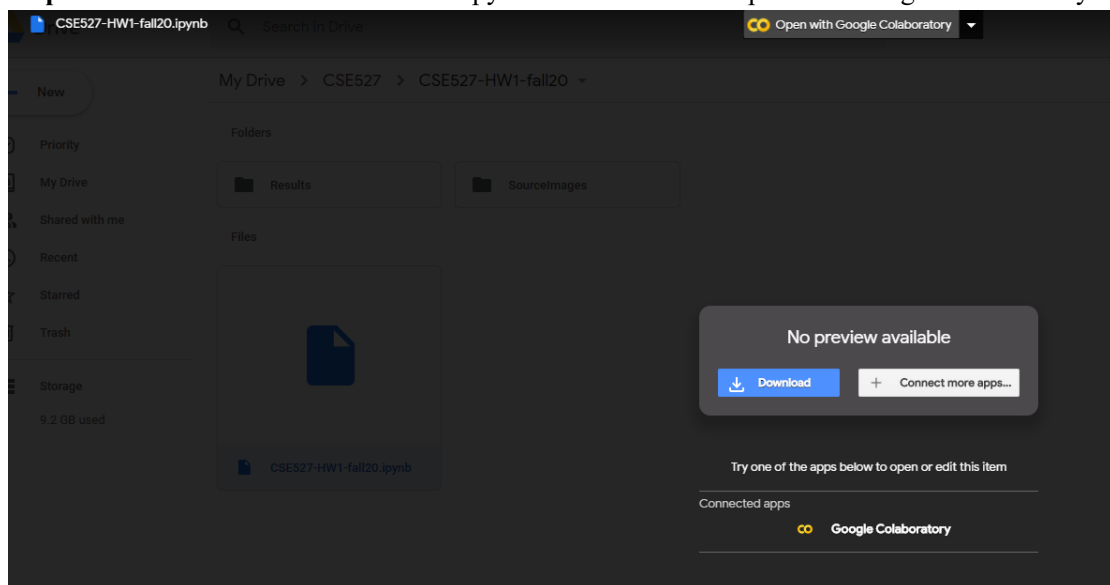 CSE527-HW1-fall20.ipynb
Search in Drive
Open with Google Colaboratory
New
My Drive > CSE527 > CSE527-HW1-fall20
Folders
Priority
My Drive
Results
SourceImages
Shared with me
Files
Recent
Starred
Trash
No preview available
Download
+ Connect more apps...
Storage
9.2 GB used
CSE527-HW1-fall20.ipynb
Try one of the apps below to open or edit this item
Connected apps
Google Colaboratory